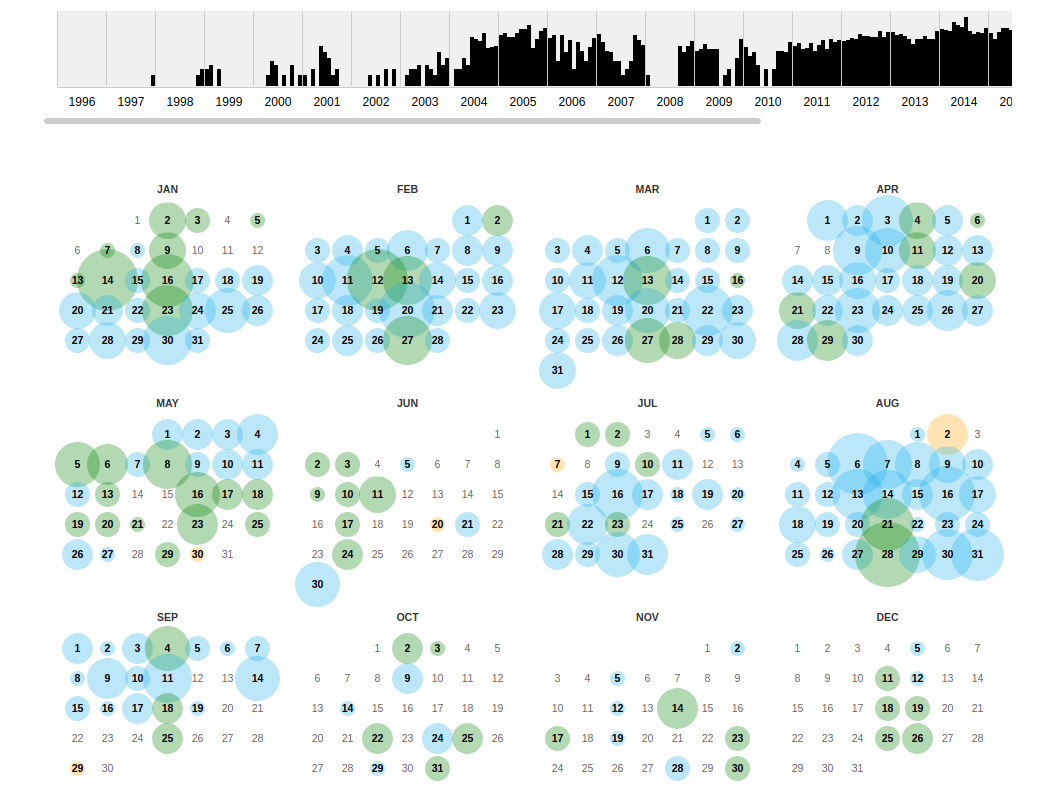 1996 1997 1998 1999 2000 2001 2002 2003 2004 2005 2006 2007 2008 2009 2010 2011 2012 2013 2014 20
JAN FEB MAR APR
1 2 3 4 5 1 2 1 2 1 2 3 4 5 6
6 7 8 9 10 11 12 3 4 5 6 7 8 9 3 4 5 6 7 8 9 7 8 9 10 11 12 13
13 14 15 16 17 18 19 10 11 12 13 14 15 16 10 11 12 13 14 15 16 14 15 16 17 18 19 20
20 21 22 23 24 25 26 17 18 19 20 21 22 23 17 18 19 20 21 22 23 21 22 23 24 25 26 27
27 28 29 30 31 24 25 26 27 28 24 25 26 27 28 29 30 28 29 30
31
MAY JUN JUL AUG
1 2 3 4 1 1 2 3 4 5 6 1 2 3
5 6 7 8 9 10 11 2 3 4 5 6 7 8 7 8 9 10 11 12 13 4 5 6 7 8 9 10
12 13 14 15 16 17 18 9 10 11 12 13 14 15 14 15 16 17 18 19 20 11 12 13 14 15 16 17
19 20 21 22 23 24 25 16 17 18 19 20 21 22 21 22 23 24 25 26 27 18 19 20 21 22 23 24
26 27 28 29 30 31 23 24 25 26 27 28 29 28 29 30 31 25 26 27 28 29 30 31
30
SEP OCT NOV DEC
1 2 3 4 5 6 7 1 2 3 4 5 1 2 1 2 3 4 5 6 7
8 9 10 11 12 13 14 6 7 8 9 10 11 12 3 4 5 6 7 8 9 8 9 10 11 12 13 14
15 16 17 18 19 20 21 13 14 15 16 17 18 19 10 11 12 13 14 15 16 15 16 17 18 19 20 21
22 23 24 25 26 27 28 20 21 22 23 24 25 26 17 18 19 20 21 22 23 22 23 24 25 26 27 28
29 30 27 28 29 30 31 24 25 26 27 28 29 30 29 30 31